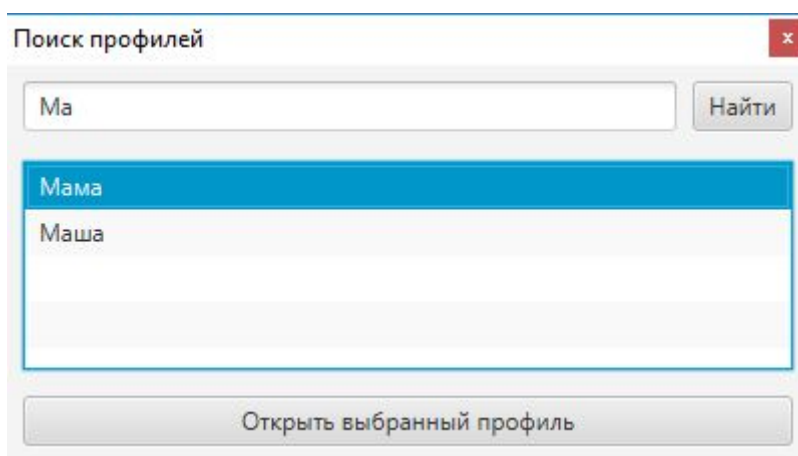 Поиск профилей
x
Ма
Найти
Мама
Маша
Открыть выбранный профиль